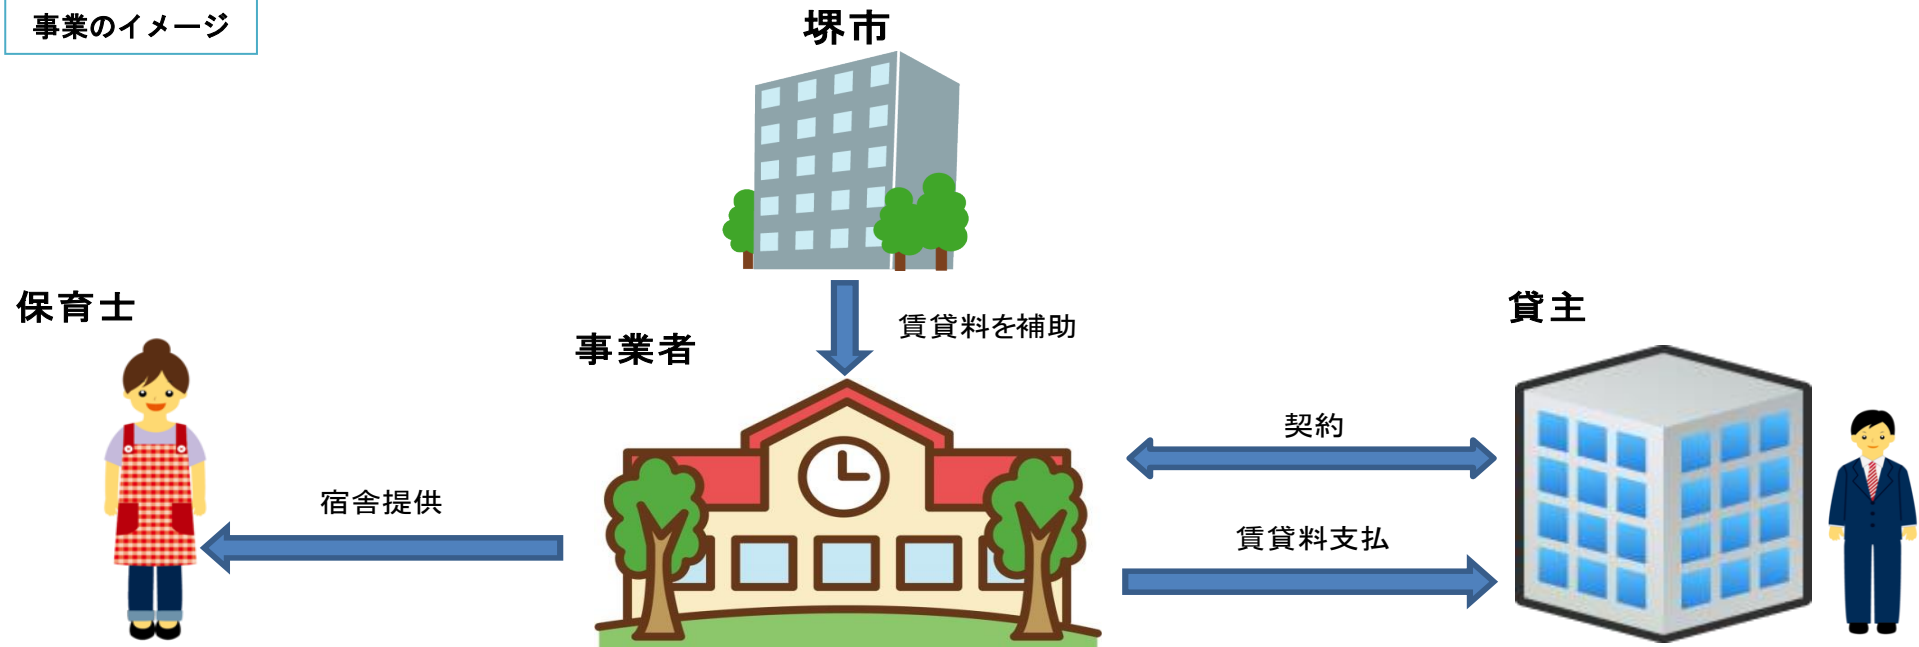 事業のイメージ
堺市
保育士
賃貸料を補助
貸主
事業者
契約
宿舎提供
賃貸料支払